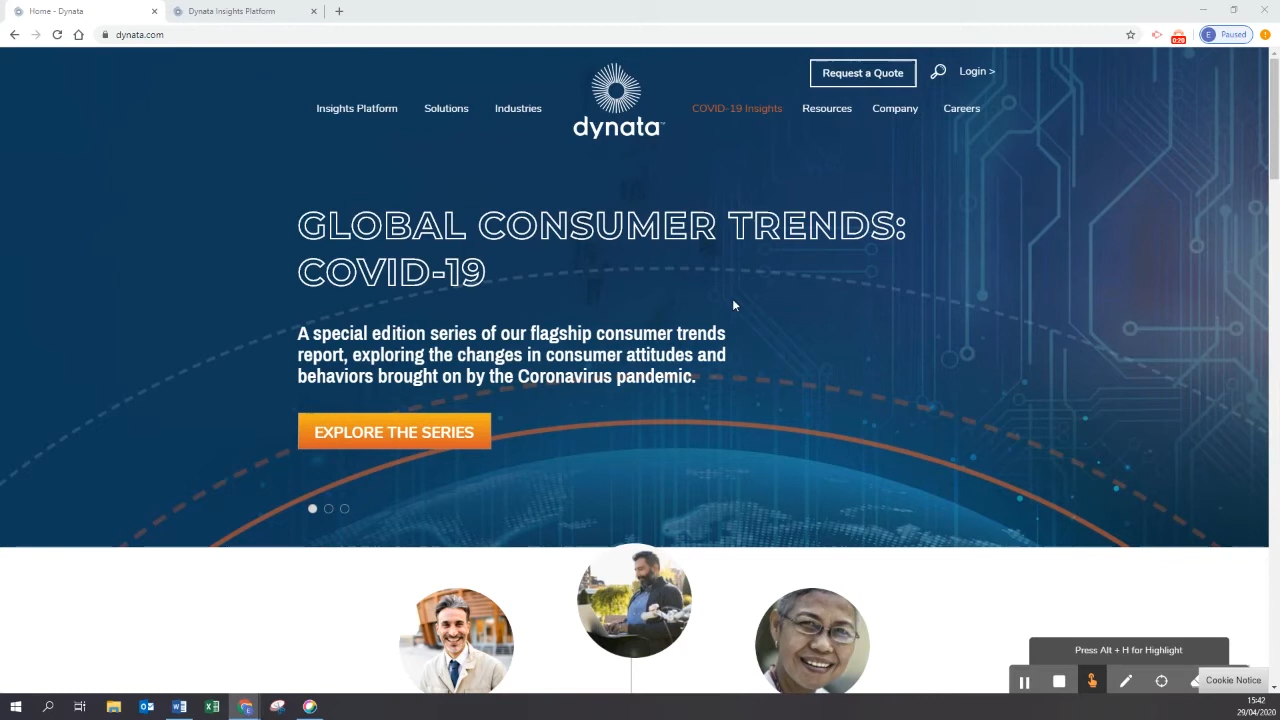 Home - Dynata
Dynata Insights Platform
dynata.com
0:28
E
Paused
Request a Quote
Login >
Insights Platform
Solutions
Industries
dynata
COVID-19 Insights
Resources
Company
Careers
GLOBAL CONSUMER TRENDS:
COVID-19
A special edition series of our flagship consumer trends
report, exploring the changes in consumer attitudes and
behaviors brought on by the Coronavirus pandemic.
EXPLORE THE SERIES
Press Alt + H for Highlight
Cookie Notice
15:42
29/04/2020